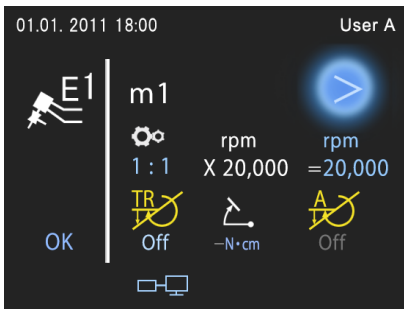 01.01. 2011 18:00 User A
E1
m1
>
rpm rpm
1 : 1 X 20,000 =20,000
TR A
OK Off –N•cm Off